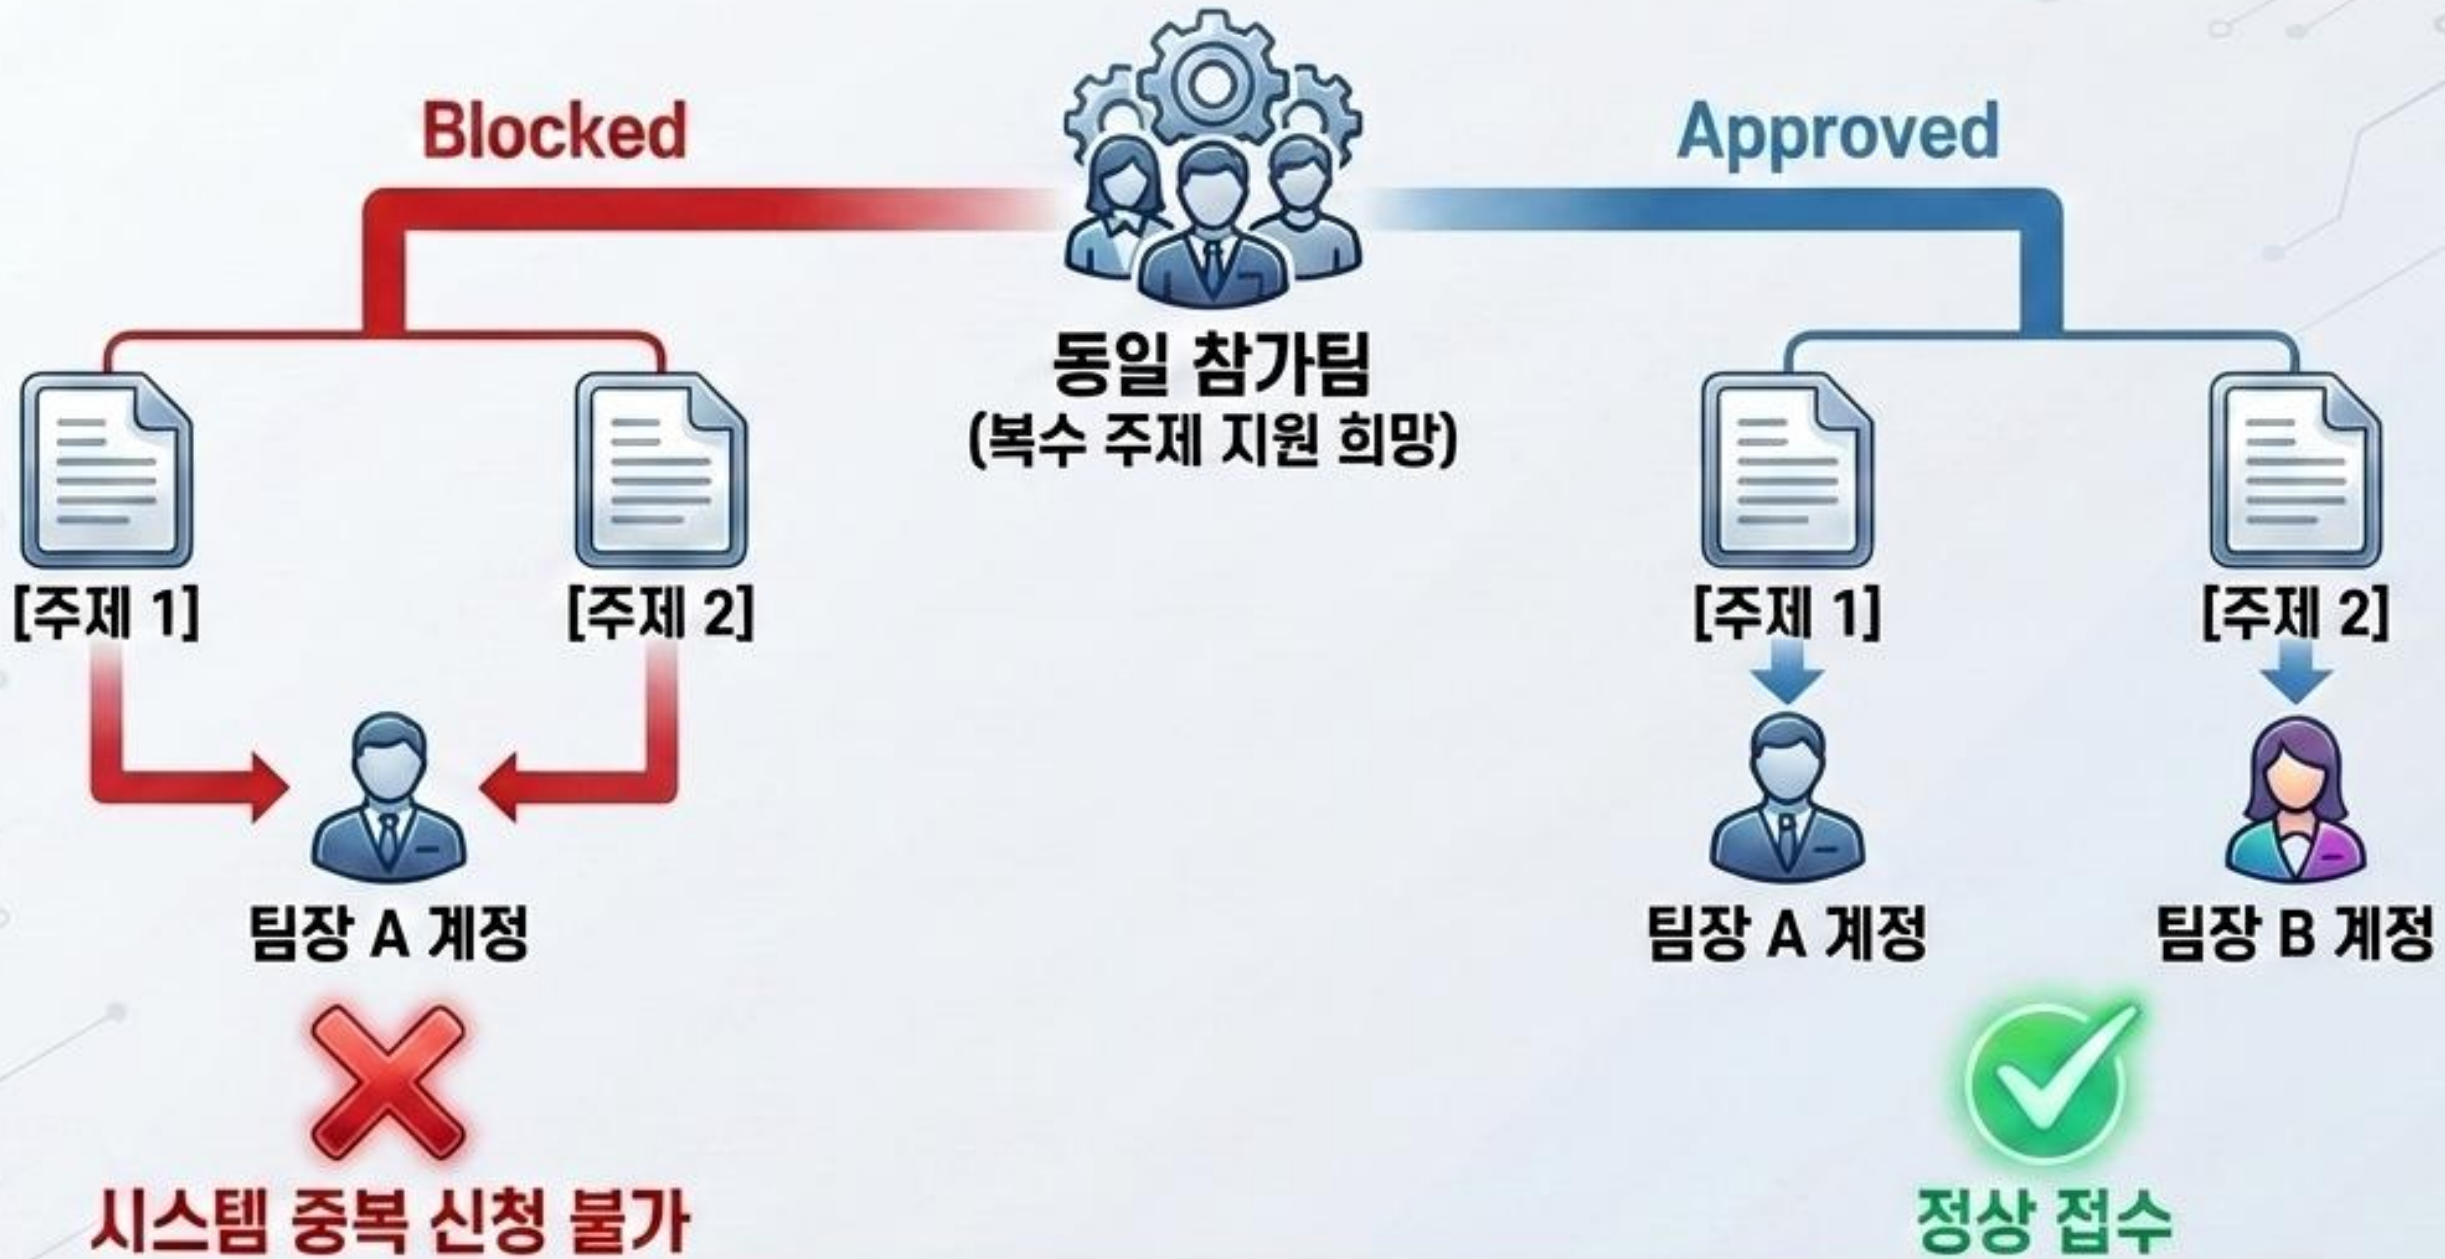 Blocked
Approved
동일 참가팀
(복수 주제 지원 희망)
[주제 1]
[주제 2]
[주제 1]
[주제 2]
팀장 A 계정
팀장 A 계정
팀장 B 계정
시스템 중복 신청 불가
정상 접수